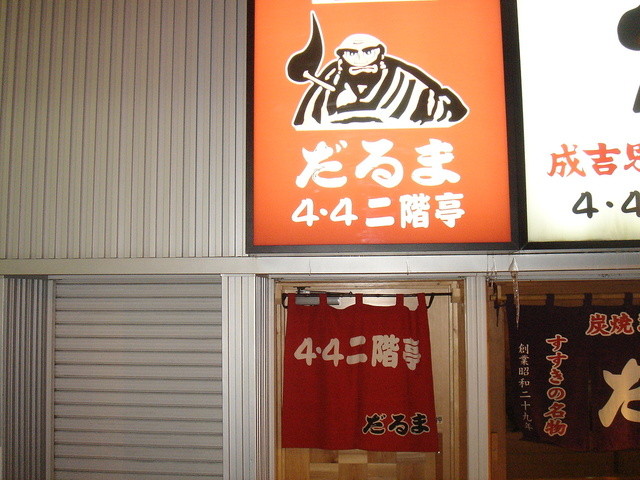 だるま
4・4二階亭
成吉思
4・4
4・4二階亭
だるま
炭焼
すすきの名物
創業昭和二十九年
だ